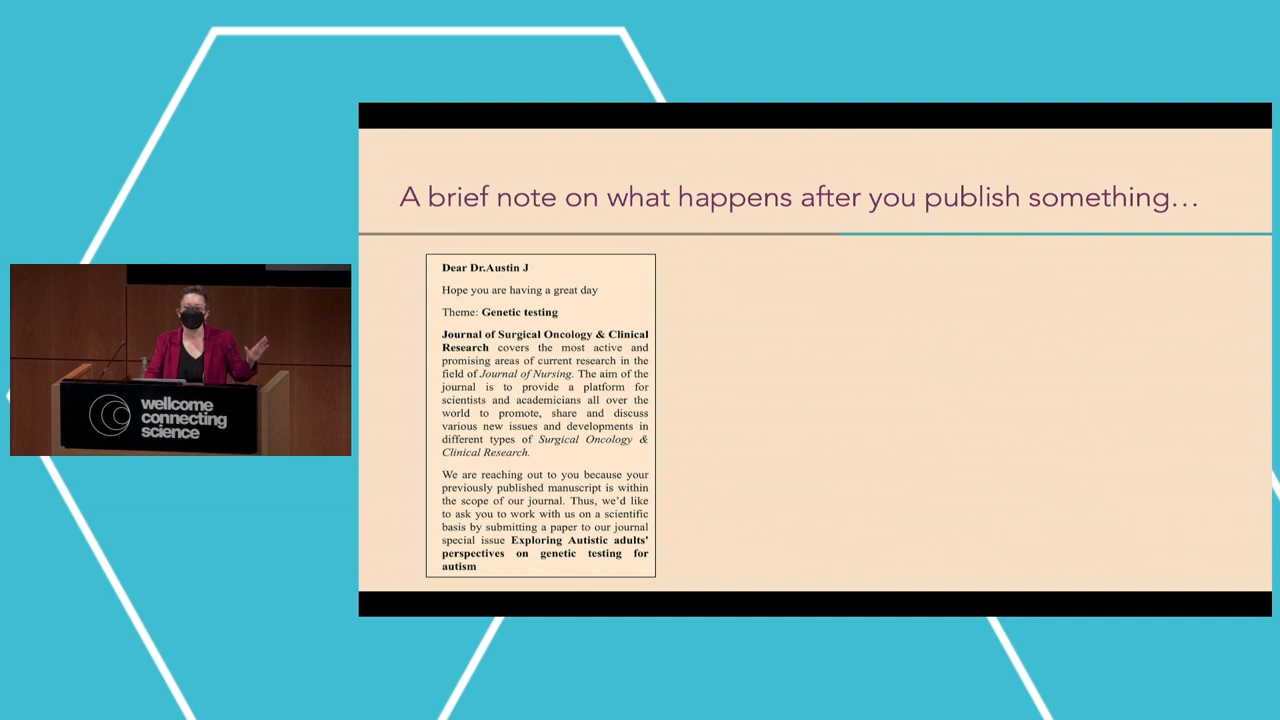 A brief note on what happens after you publish something…
Dear Dr.Austin J
Hope you are having a great day
Theme: Genetic testing
Journal of Surgical Oncology & Clinical
Research covers the most active and
promising areas of current research in the
field of Journal of Nursing. The aim of the
journal is to provide a platform for
scientists and academicians all over the
world to promote, share and discuss
various new issues and developments in
different types of Surgical Oncology &
Clinical Research.
We are reaching out to you because your
previously published manuscript is within
the scope of our journal. Thus, we'd like
to ask you to work with us on a scientific
basis by submitting a paper to our journal
special issue Exploring Autistic adults'
perspectives on genetic testing for
autism
wellcome
connecting
science